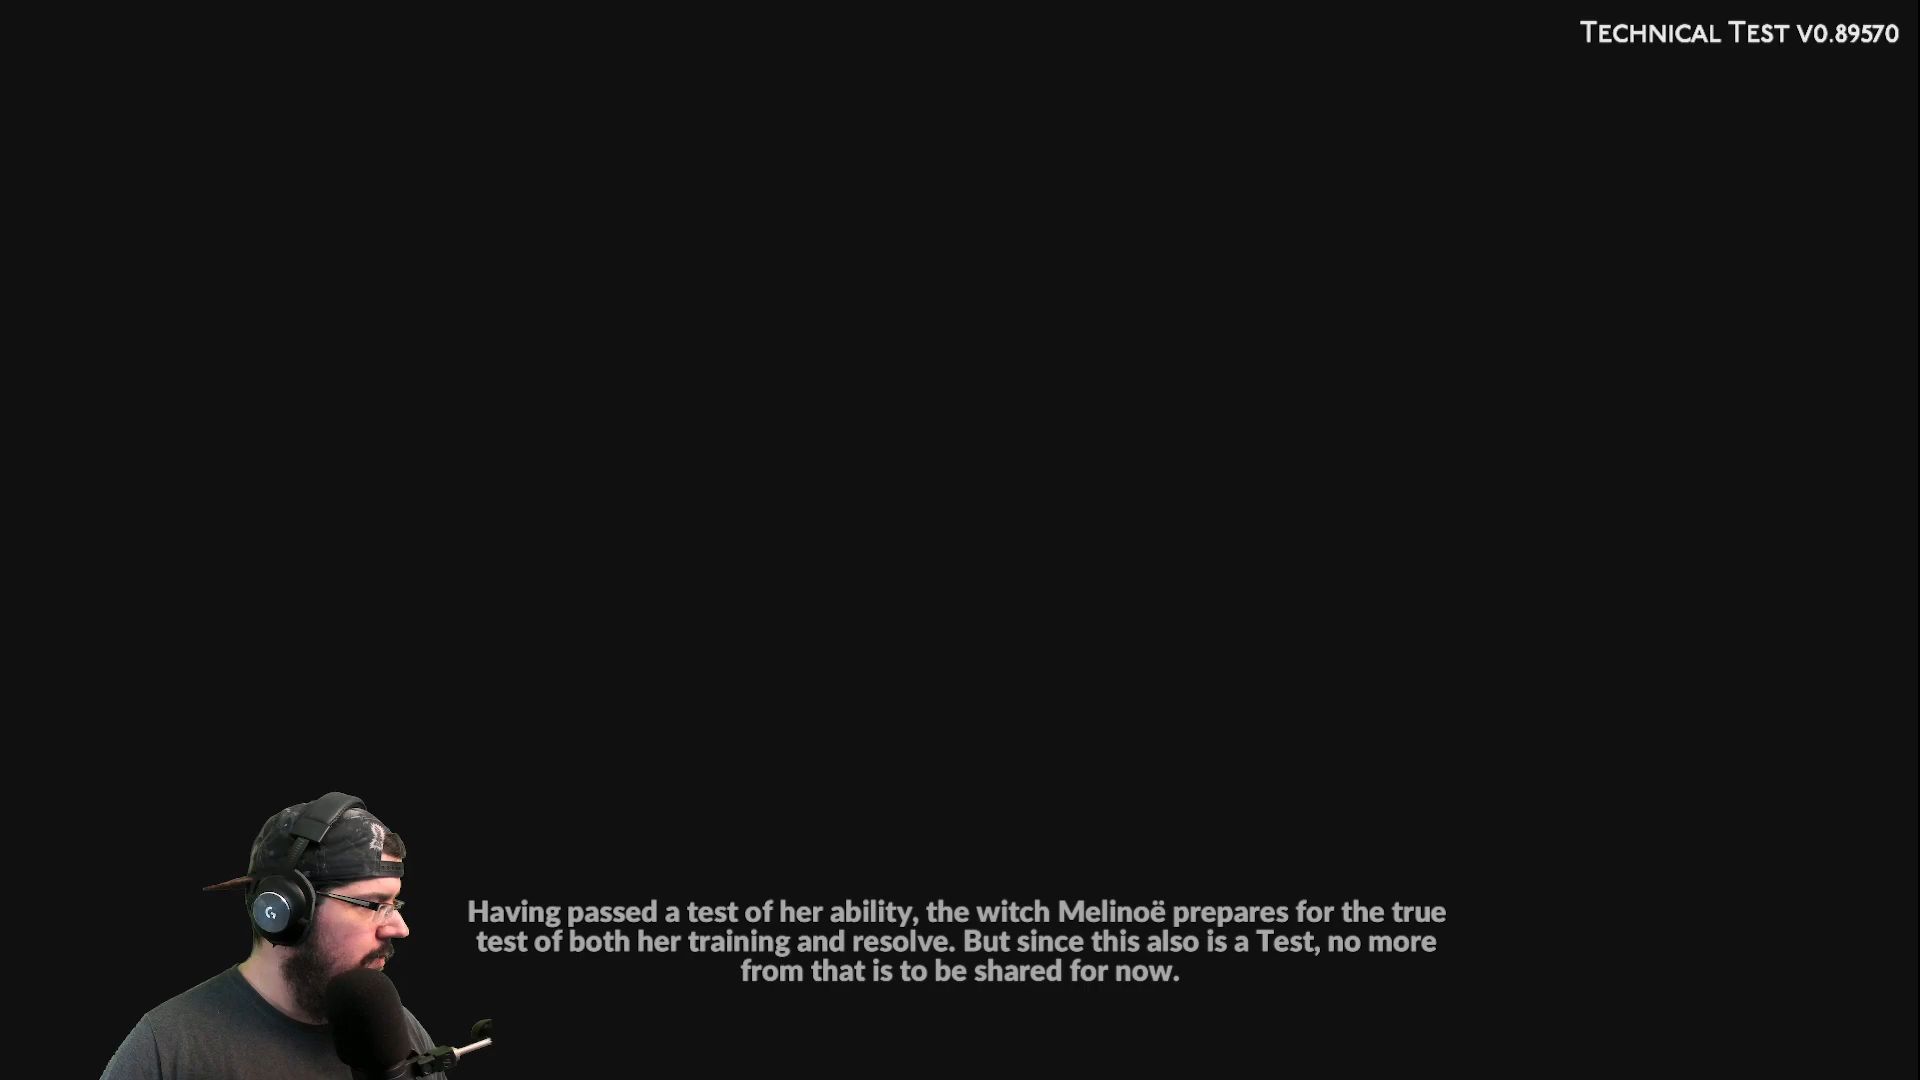 TECHNICAL TEST V0.89570
Having passed a test of her ability, the witch Melinoë prepares for the true
test of both her training and resolve. But since this also is a Test, no more
from that is to be shared for now.